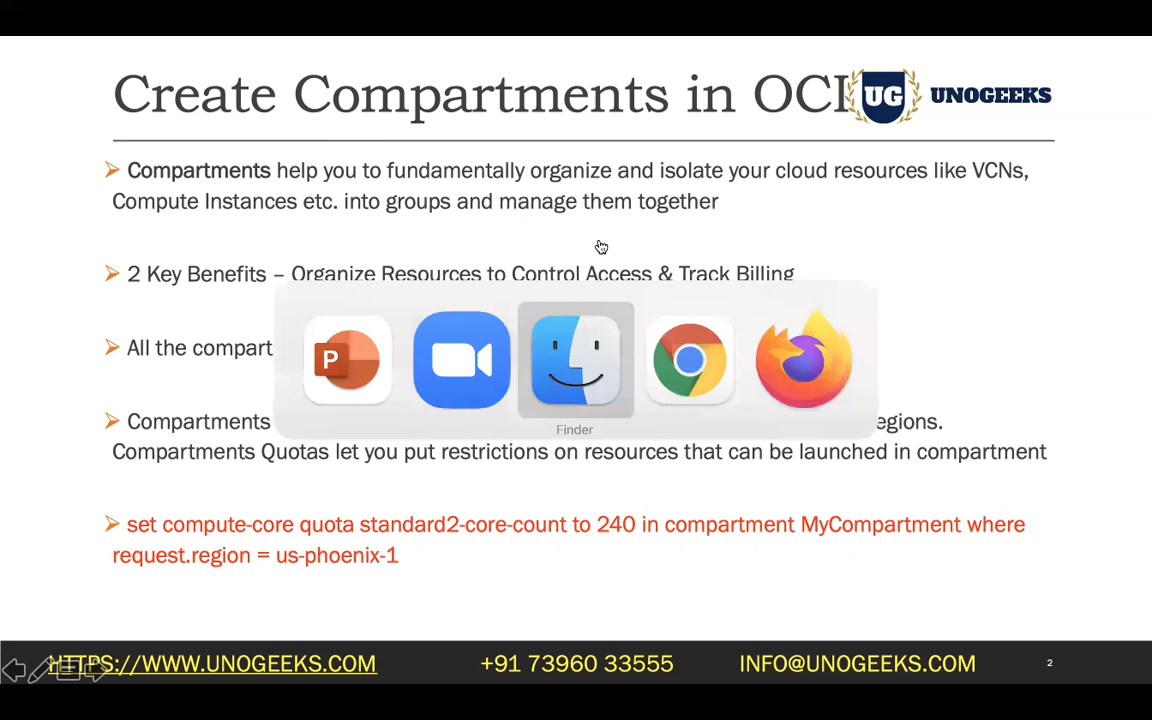 Create Compartments in OCI
UG UNOGEEKS
Compartments help you to fundamentally organize and isolate your cloud resources like VCNs,
Compute Instances etc. into groups and manage them together
2 Key Benefits – Organize Resources to Control Access & Track Billing
All the compart
P
Compartments egions.
Finder
Compartments Quotas let you put restrictions on resources that can be launched in compartment
set compute-core quota standard2-core-count to 240 in compartment MyCompartment where
request.region = us-phoenix-1
HTTPS://WWW.UNOGEEKS.COM +91 73960 33555 INFO@UNOGEEKS.COM 2